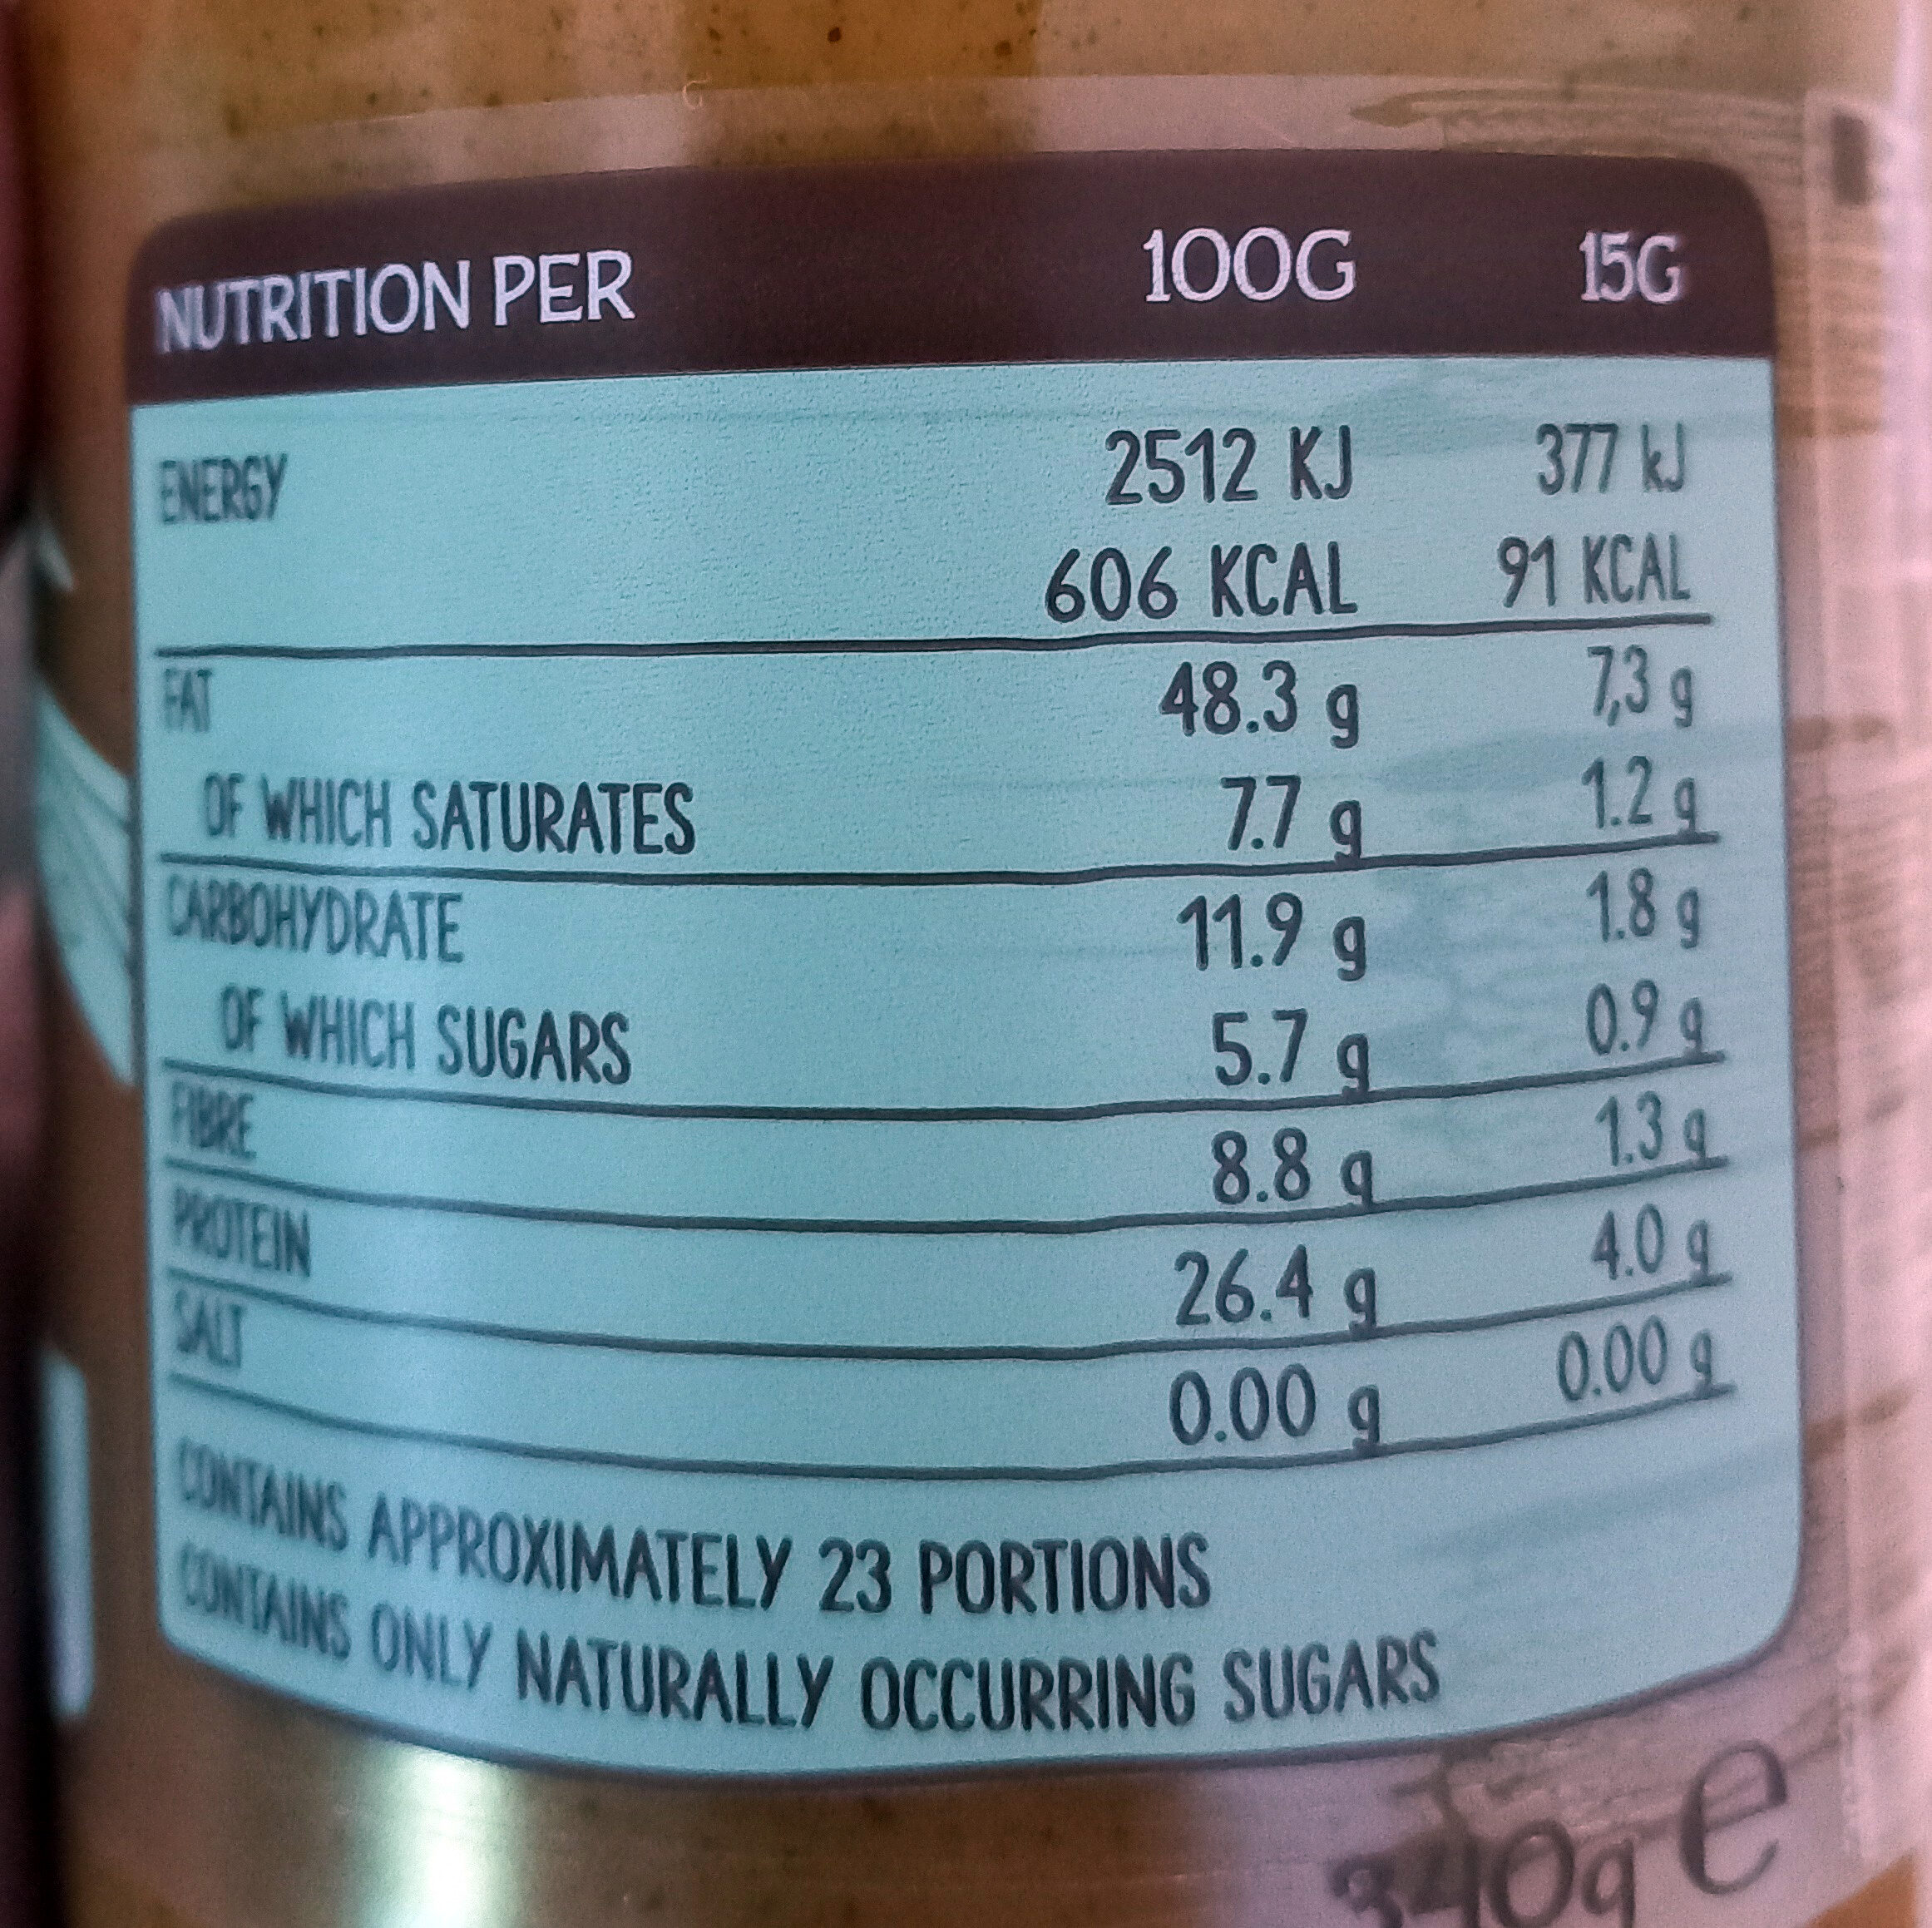 NUTRITION PER 100G 15G
ENERGY 2512 KJ 377 kJ
606 KCAL 91 KCAL
FAT 48.3 g 7,3 g
OF WHICH SATURATES 7.7 g 1.2 g
CARBOHYDRATE 11.9 g 1.8 g
OF WHICH SUGARS 5.7 g 0.9 g
FIBRE 8.8 g 1.3 g
PROTEIN 26.4 g 4.0 g
SALT 0.00 g 0.00 g
CONTAINS APPROXIMATELY 23 PORTIONS
CONTAINS ONLY NATURALLY OCCURRING SUGARS
340g e